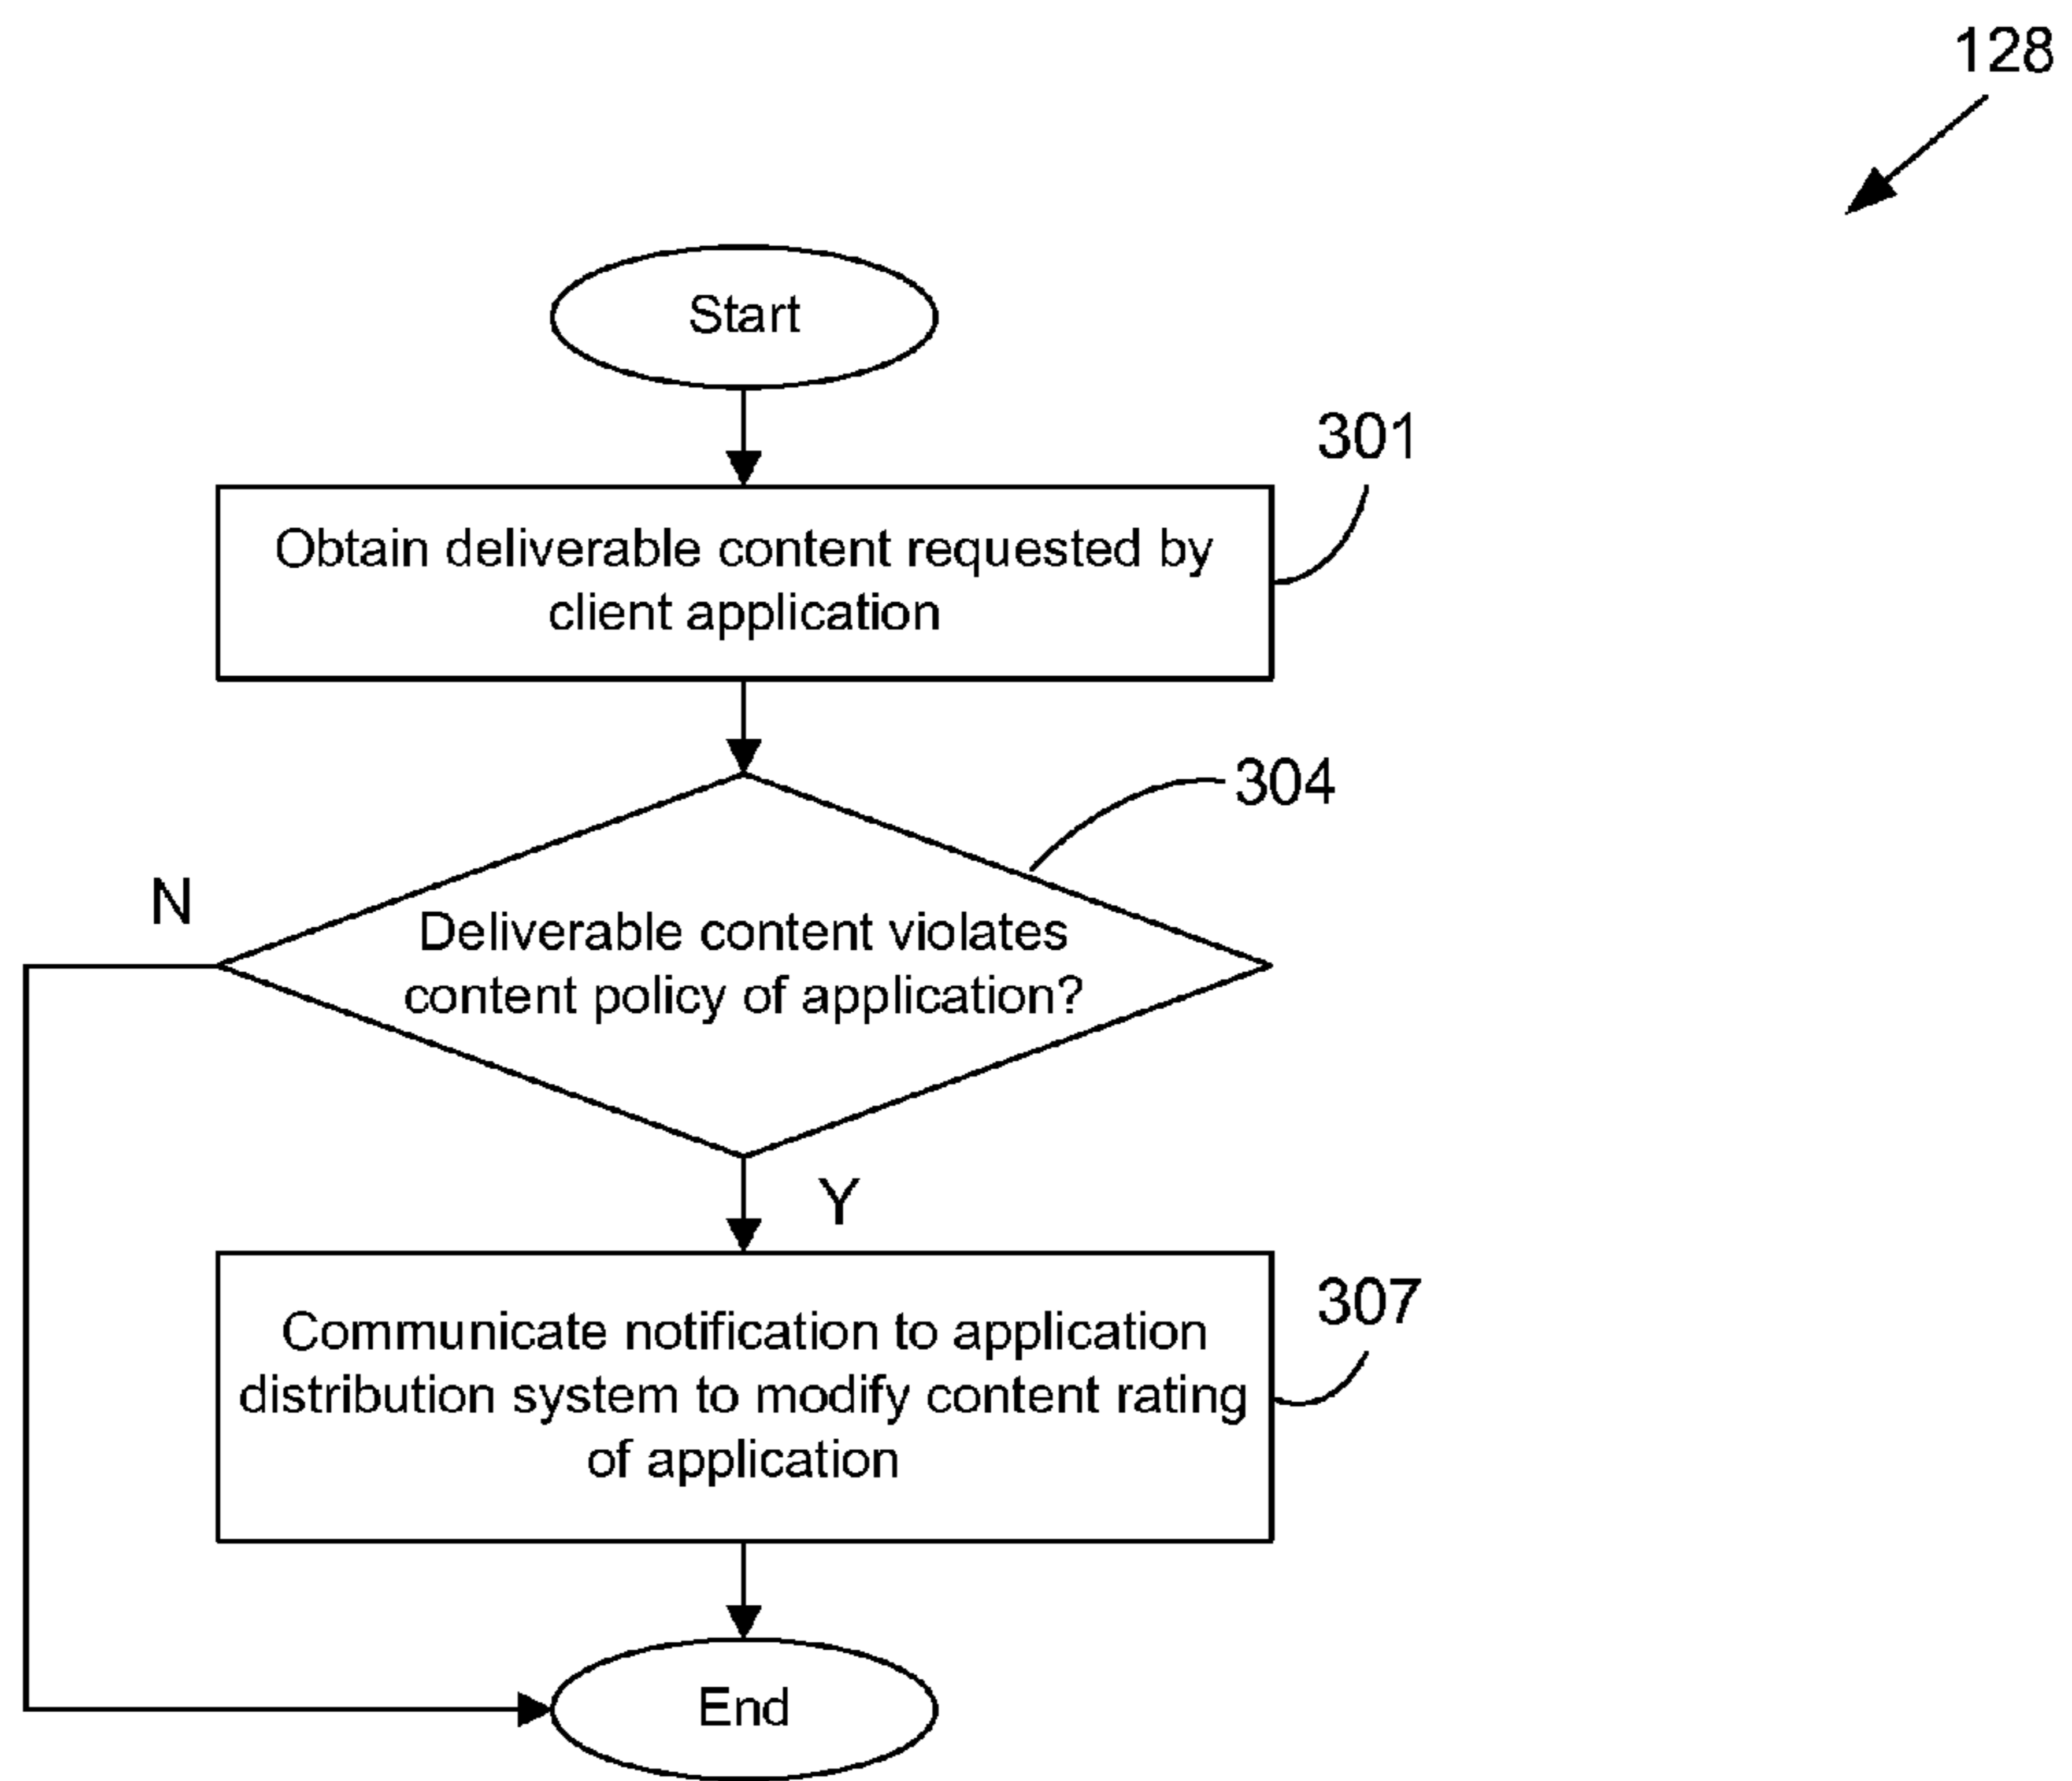 128
Start
301
Obtain deliverable content requested by
client application
304
N
Deliverable content violates
content policy of application?
Y
307
Communicate notification to application
distribution system to modify content rating
of application
End